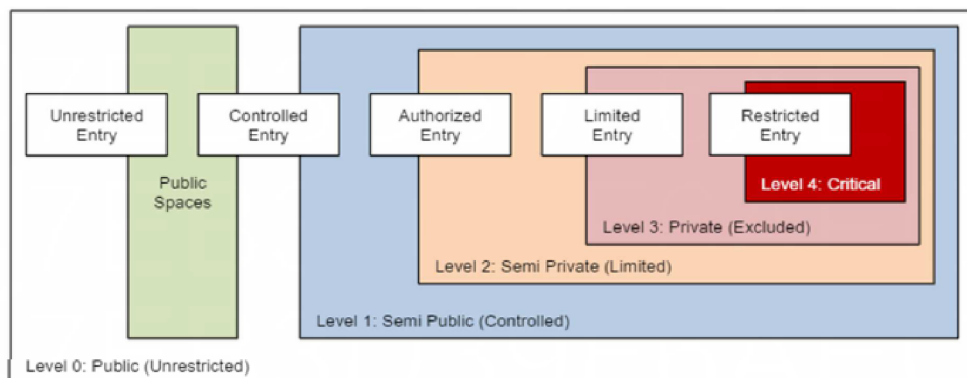 Unrestricted
Entry
Controlled
Entry
Authorized
Entry
Limited
Entry
Restricted
Entry
Public
Spaces
Level 4: Critical
Level 3: Private (Excluded)
Level 2: Semi Private (Limited)
Level 1: Semi Public (Controlled)
Level 0: Public (Unrestricted)